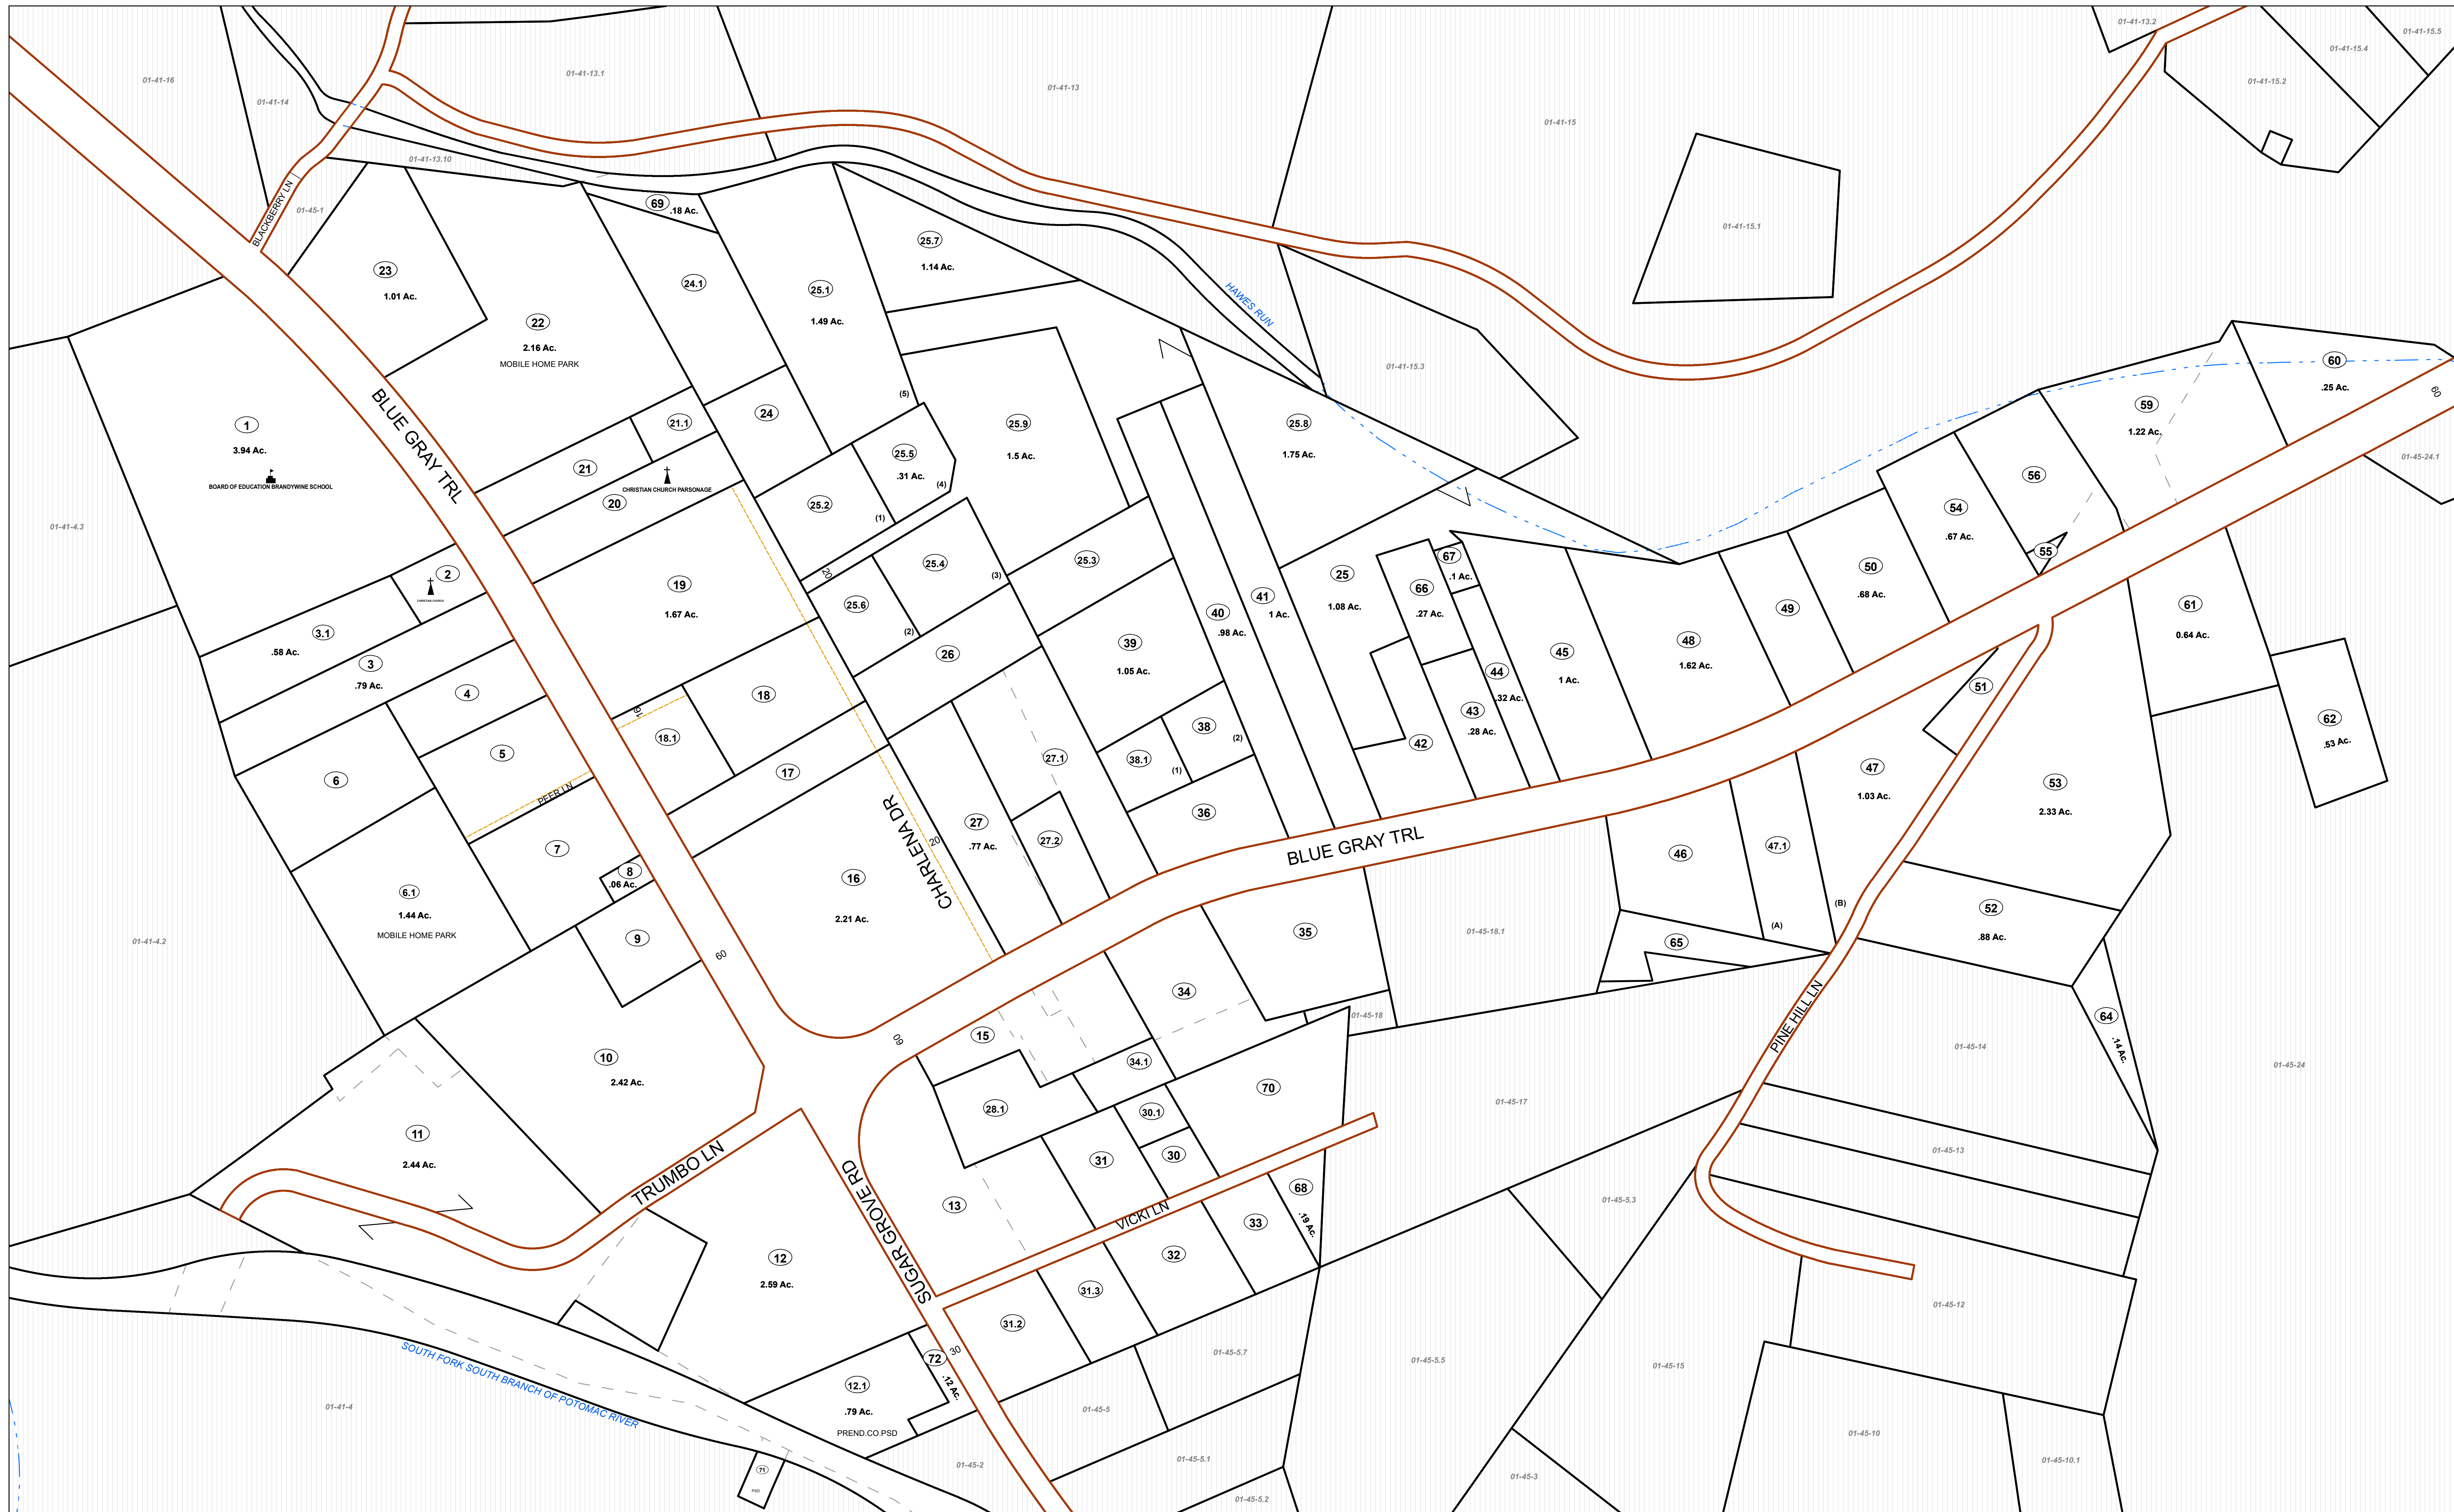 01-41-13.2
01-41-15.5
01-41-15.4
01-41-16
01-41-13.1
01-41-13
01-41-15.2
01-41-14
01-41-15
01-41-13.10
BLACKBERRY LN
01-45-1
69
.18 Ac.
01-41-15.1
25.7
1.14 Ac.
23
1.01 Ac.
24.1
25.1
1.49 Ac.
HAWES RUN
22
2.16 Ac.
MOBILE HOME PARK
01-41-15.3
60
.25 Ac.
60
BLUE GRAY TRL
(5)
24
21.1
59
1.22 Ac.
1
3.94 Ac.
BOARD OF EDUCATION BRANDYWINE SCHOOL
25.9
1.5 Ac.
25.8
1.75 Ac.
25.5
.31 Ac.
(4)
01-45-24.1
21
CHRISTIAN CHURCH PARSONAGE
20
25.2
(1)
56
54
.67 Ac.
01-41-4.3
55
67
.1 Ac.
25.3
25.4
(3)
20
2
CHRISTIAN CHURCH
19
1.67 Ac.
25
1.08 Ac.
66
.27 Ac.
50
.68 Ac.
49
41
1 Ac.
40
.98 Ac.
25.6
(2)
61
0.64 Ac.
3.1
.58 Ac.
3
.79 Ac.
39
1.05 Ac.
26
45
1 Ac.
48
1.62 Ac.
44
.32 Ac.
51
4
18
16
18.1
43
.28 Ac.
42
62
.53 Ac.
38
(2)
38.1
(1)
5
27.1
6
PEER LN
17
47
1.03 Ac.
53
2.33 Ac.
36
CHARLENA DR
27
.77 Ac.
20
27.2
BLUE GRAY TRL
7
46
47.1
8
.06 Ac.
6.1
1.44 Ac.
MOBILE HOME PARK
16
2.21 Ac.
(B)
(A)
52
.88 Ac.
35
01-45-18.1
9
65
01-41-4.2
60
34
PINE HILL LN
01-45-18
64
.14 Ac.
15
60
01-45-14
01-45-24
10
2.42 Ac.
34.1
70
28.1
30.1
01-45-17
11
2.44 Ac.
01-45-13
TRUMBO LN
31
30
SUGAR GROVE RD
13
VICKI LN
68
.19 Ac.
01-45-5.3
33
12
2.59 Ac.
32
31.3
31.2
01-45-12
30
72
.12 Ac.
01-45-5.7
01-45-5.5
01-45-15
SOUTH FORK SOUTH BRANCH OF POTOMAC RIVER
12.1
.79 Ac.
PREND.CO.PSD
01-41-4
01-45-5
01-45-10
01-45-2
01-45-5.1
01-45-10.1
71
PSD
01-45-3
01-45-5.2